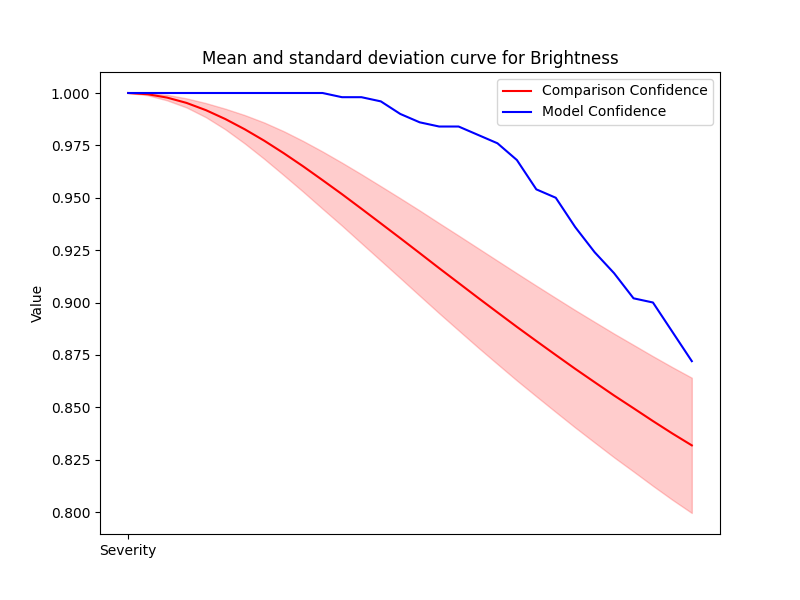 Mean and standard deviation curve for Brightness
Comparison Confidence
Model Confidence
1.000
0.975
0.950
0.925
0.900
0.875
0.850
0.825
0.800
Value
Severity